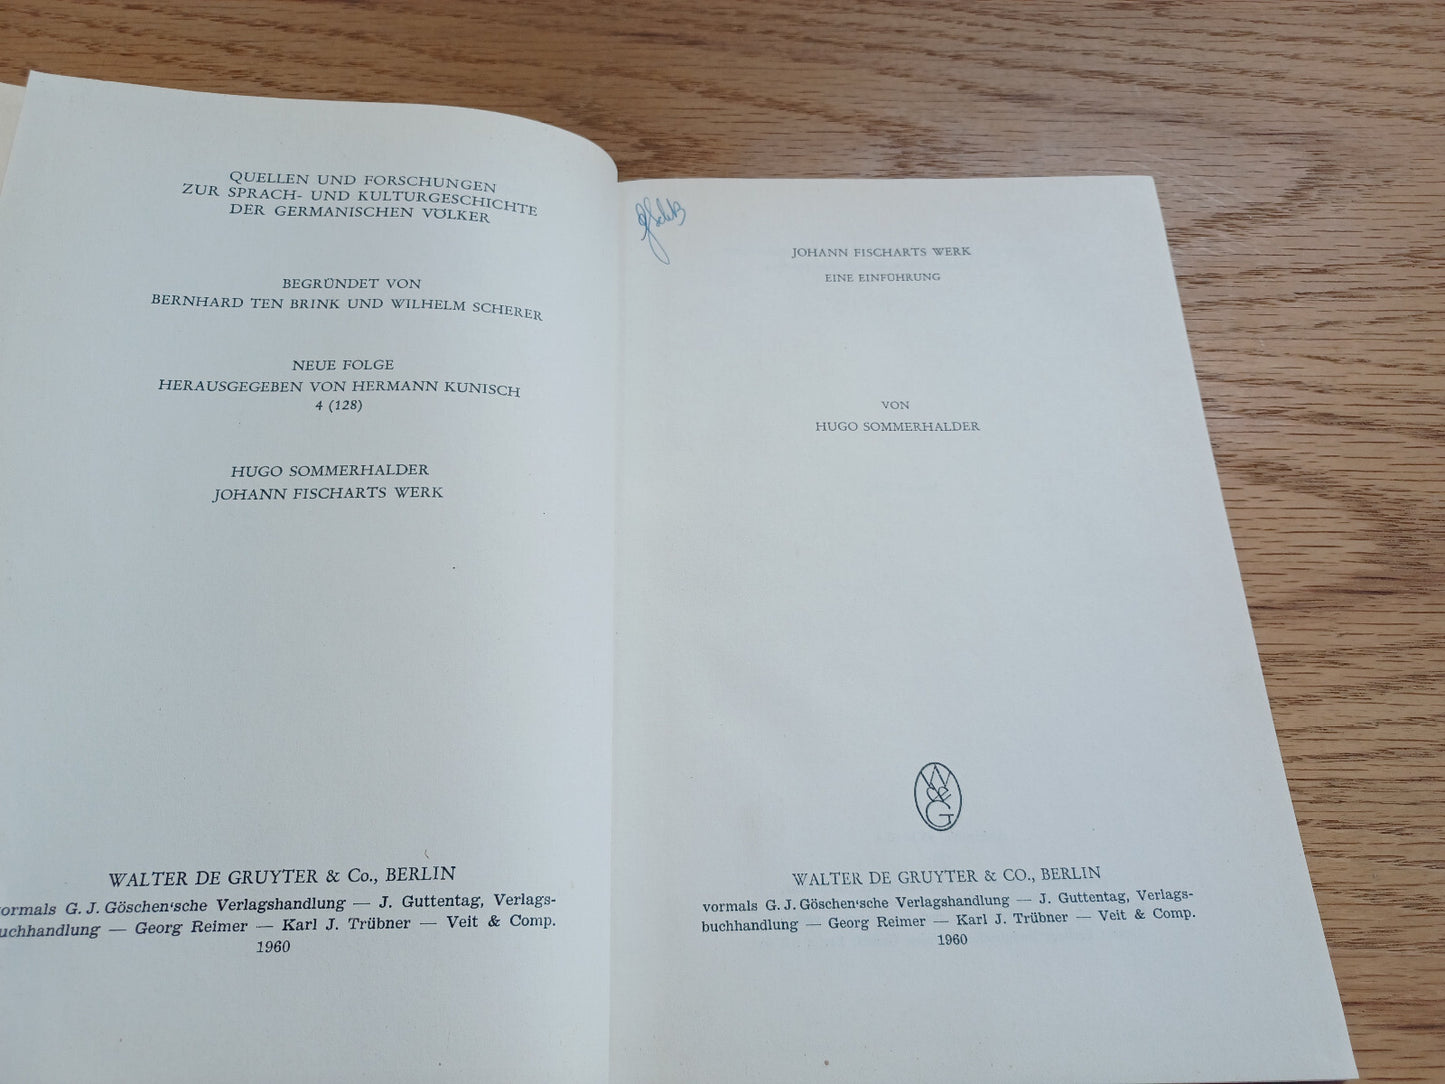 QUELLEN UND FORSCHUNGEN
ZUR SPRACH- UND KULTURGESCHICHTE
DER GERMANISCHEN VÖLKER
BEGRÜNDET VON
BERNHARD TEN BRINK UND WILHELM SCHERER
NEUE FOLGE
HERAUSGEGEBEN VON HERMANN KUNISCH
4 (128)
HUGO SOMMERHALDER
JOHANN FISCHARTS WERK
WALTER DE GRUYTER & Co., BERLIN
ormals G. J. Göschen'sche Verlagshandlung — J. Guttentag, Verlags-
uchhandlung — Georg Reimer — Karl J. Trübner — Veit & Comp.
1960
JOHANN FISCHARTS WERK
EINE EINFÜHRUNG
VON
HUGO SOMMERHALDER
W de G
WALTER DE GRUYTER & CO., BERLIN
vormals G. J. Göschen'sche Verlagshandlung — J. Guttentag, Verlags-
buchhandlung — Georg Reimer — Karl J. Trübner — Veit & Comp.
1960